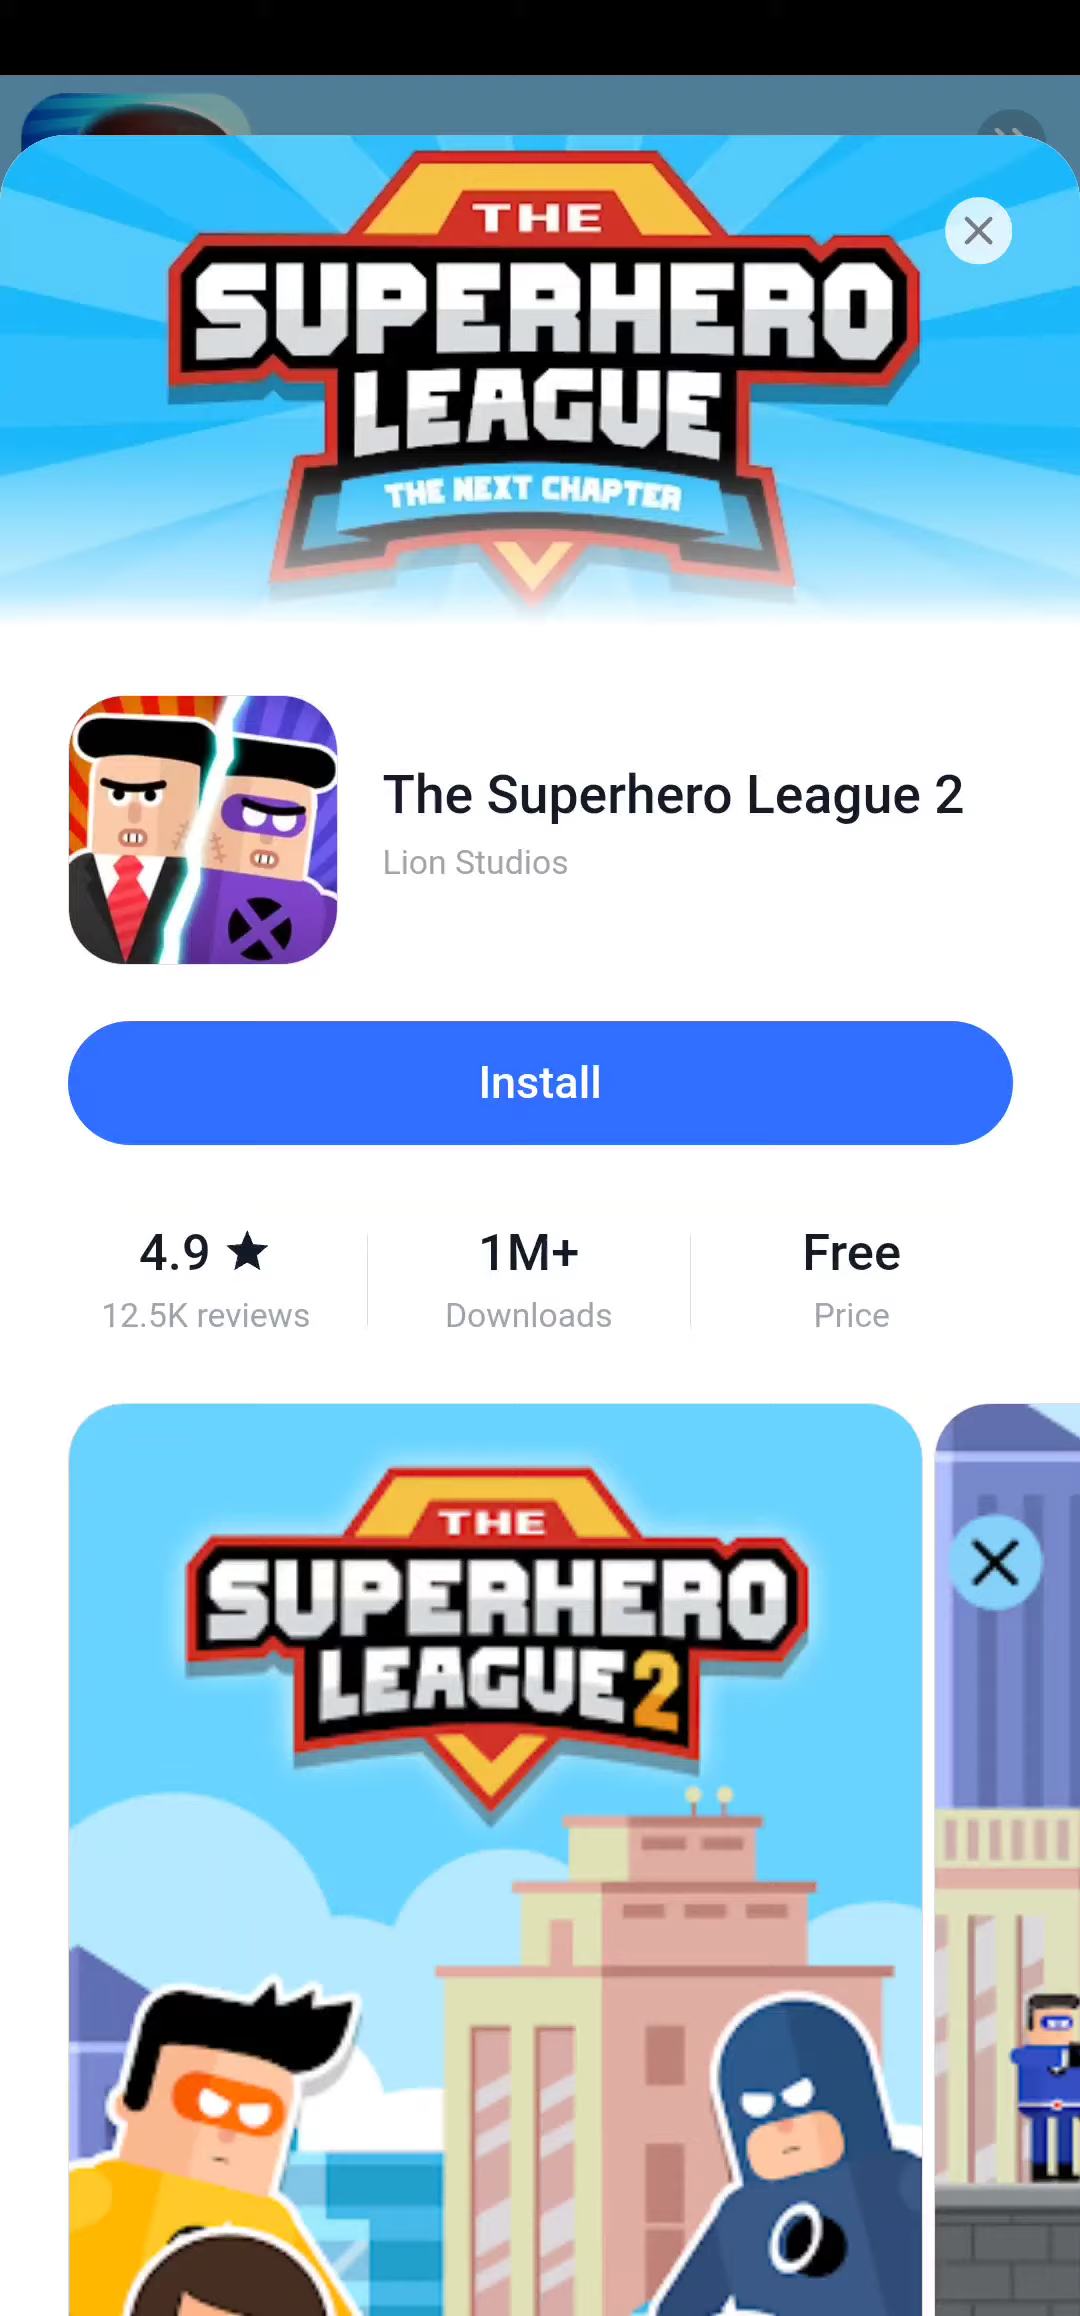 THE
SUPERHERO
LEAGUE
THE NEXT CHAPTER
The Superhero League 2
Lion Studios
Install
4.9 ★
12.5K reviews
1M+
Downloads
Free
Price
THE
SUPERHERO
LEAGUE 2